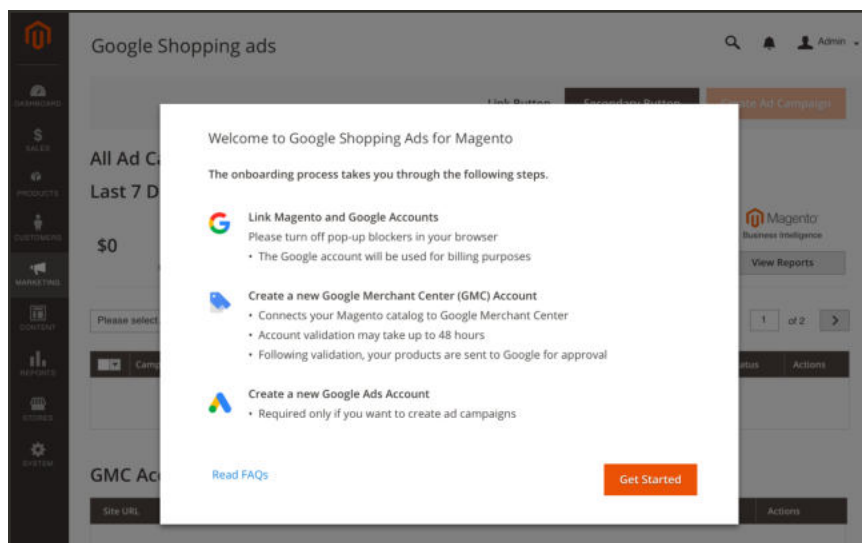 Google Shopping ads
Admin
Link Button
Secondary Button
Create Ad Campaign
DASHBOARD
SALES
PRODUCTS
CUSTOMERS
MARKETING
CONTENT
REPORTS
STORES
SYSTEM
All Ad Ca
Last 7 D
$0
Magento
Business Intelligence
View Reports
Please select
1 of 2
Camp
atus
Actions
Welcome to Google Shopping Ads for Magento
The onboarding process takes you through the following steps.
Link Magento and Google Accounts
Please turn off pop-up blockers in your browser
• The Google account will be used for billing purposes
Create a new Google Merchant Center (GMC) Account
• Connects your Magento catalog to Google Merchant Center
• Account validation may take up to 48 hours
• Following validation, your products are sent to Google for approval
Create a new Google Ads Account
• Required only if you want to create ad campaigns
Read FAQs
Get Started
GMC Acc
Site URL
Actions